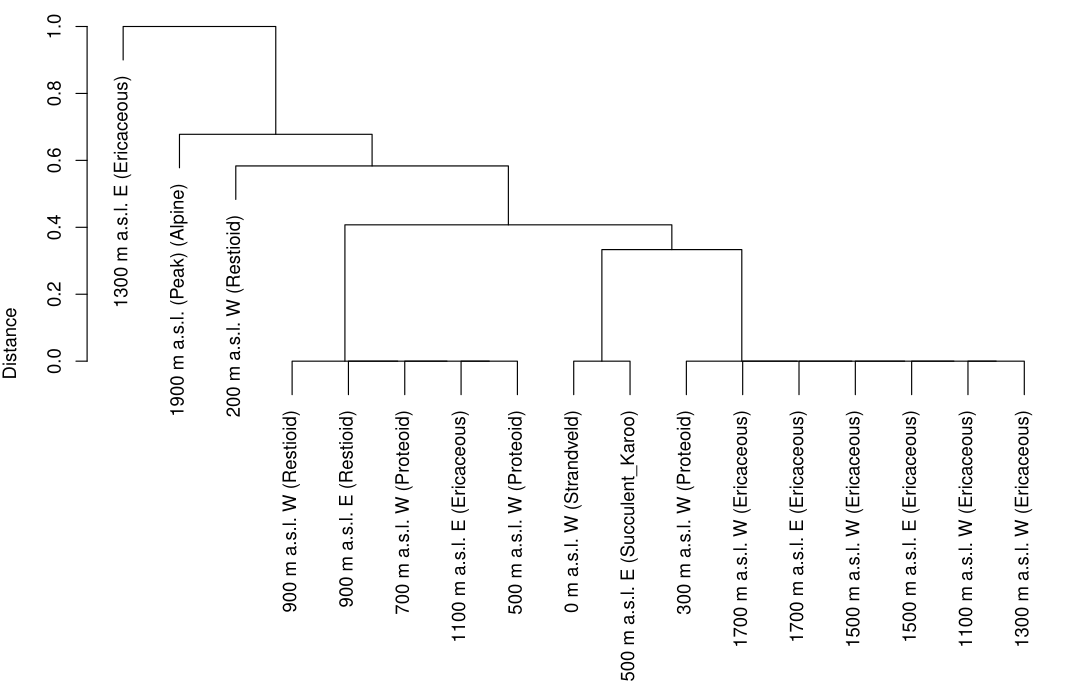 Distance
1.0
0.8
0.6
0.4
0.2
0.0
1300 m a.s.l. E (Ericaceous)
1900 m a.s.l. (Peak) (Alpine)
200 m a.s.l. W (Restioid)
900 m a.s.l. W (Restioid)
900 m a.s.l. E (Restioid)
700 m a.s.l. W (Proteoid)
1100 m a.s.l. E (Ericaceous)
500 m a.s.l. W (Proteoid)
0 m a.s.l. W (Strandveld)
500 m a.s.l. E (Succulent_Karoo)
300 m a.s.l. W (Proteoid)
1700 m a.s.l. W (Ericaceous)
1700 m a.s.l. E (Ericaceous)
1500 m a.s.l. W (Ericaceous)
1500 m a.s.l. E (Ericaceous)
1100 m a.s.l. W (Ericaceous)
1300 m a.s.l. W (Ericaceous)